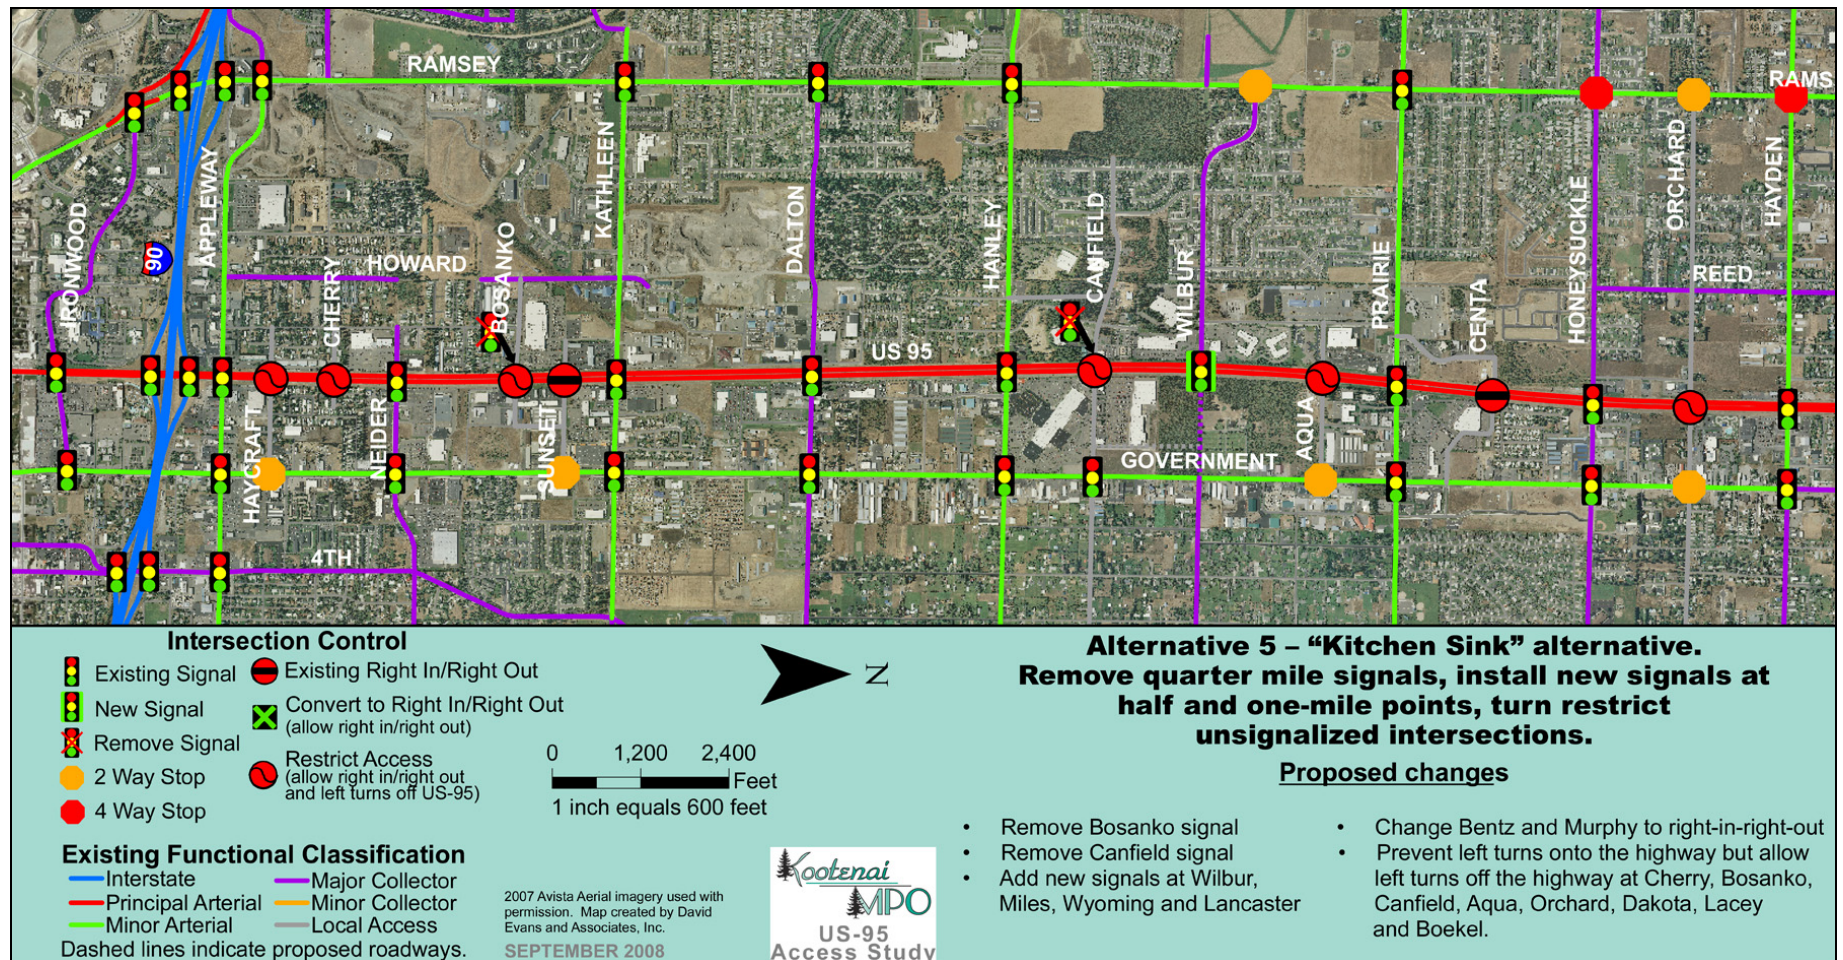 RAMSEY
RAMS
IRONWOOD
90
APPLEWAY
CHERRY
HOWARD
BOSANKO
KATHLEEN
DALTON
HANLEY
CANFIELD
WILBUR
PRAIRIE
CENTA
HONEYSUCKLE
ORCHARD
HAYDEN
REED
US 95
HAYCRAFT
NEIDER
SUNSET
AQUA
GOVERNMENT
4TH
Intersection Control
Existing Signal
New Signal
Remove Signal
2 Way Stop
4 Way Stop
Existing Right In/Right Out
Convert to Right In/Right Out
(allow right in/right out)
Restrict Access
(allow right in/right out
and left turns off US-95)
Existing Functional Classification
Interstate
Principal Arterial
Minor Arterial
Major Collector
Minor Collector
Local Access
Dashed lines indicate proposed roadways.
N
0 1,200 2,400
Feet
1 inch equals 600 feet
2007 Avista Aerial imagery used with
permission. Map created by David
Evans and Associates, Inc.
SEPTEMBER 2008
Kootenai
MPO
US-95
Access Study
Alternative 5 – “Kitchen Sink” alternative.
Remove quarter mile signals, install new signals at
half and one-mile points, turn restrict
unsignalized intersections.
Proposed changes
• Remove Bosanko signal
• Remove Canfield signal
• Add new signals at Wilbur,
Miles, Wyoming and Lancaster
• Change Bentz and Murphy to right-in-right-out
• Prevent left turns onto the highway but allow
left turns off the highway at Cherry, Bosanko,
Canfield, Aqua, Orchard, Dakota, Lacey
and Boekel.